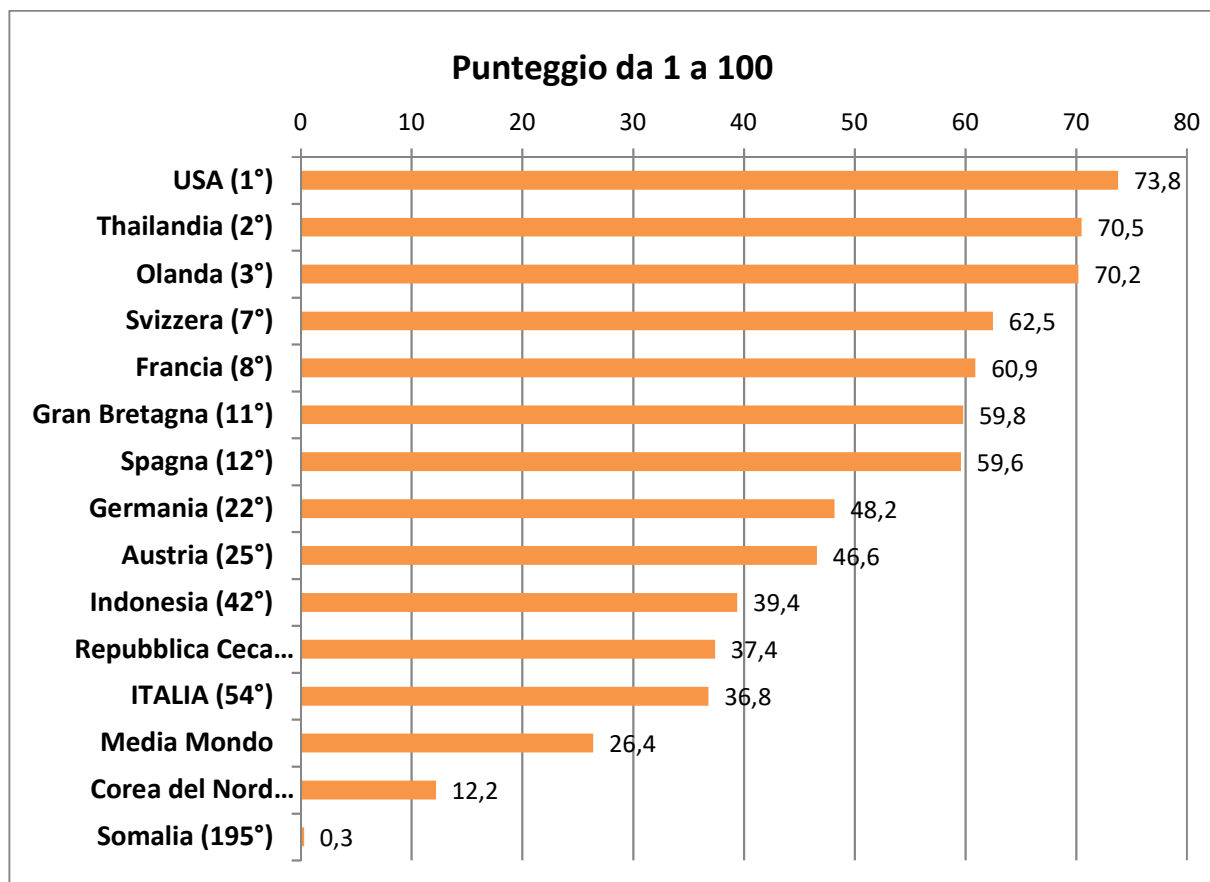 Punteggio da 1 a 100
0 10 20 30 40 50 60 70 80
USA (1°) 73,8
Thailandia (2°) 70,5
Olanda (3°) 70,2
Svizzera (7°) 62,5
Francia (8°) 60,9
Gran Bretagna (11°) 59,8
Spagna (12°) 59,6
Germania (22°) 48,2
Austria (25°) 46,6
Indonesia (42°) 39,4
Repubblica Ceca... 37,4
ITALIA (54°) 36,8
Media Mondo 26,4
Corea del Nord... 12,2
Somalia (195°) 0,3